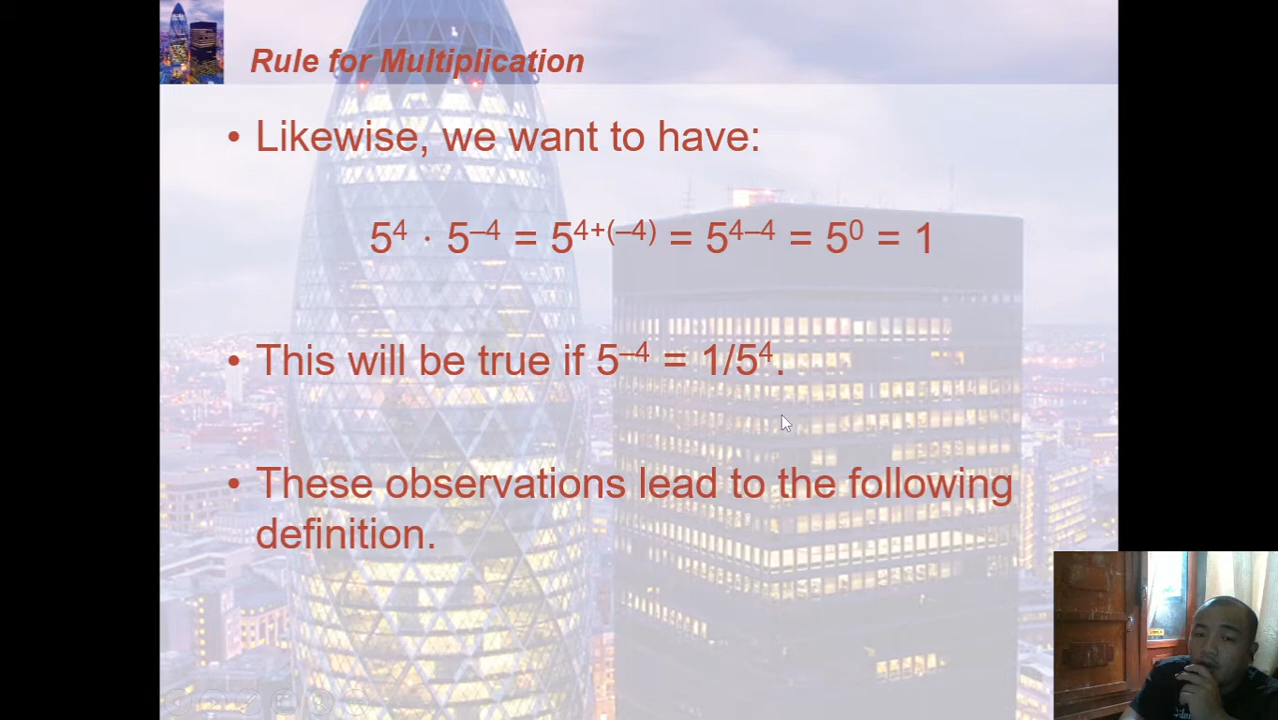 Rule for Multiplication
• Likewise, we want to have:
5⁴ · 5⁻⁴ = 5⁴⁺⁽⁻⁴⁾ = 5⁴⁻⁴ = 5⁰ = 1
• This will be true if 5⁻⁴ = 1/5⁴.
• These observations lead to the following
definition.